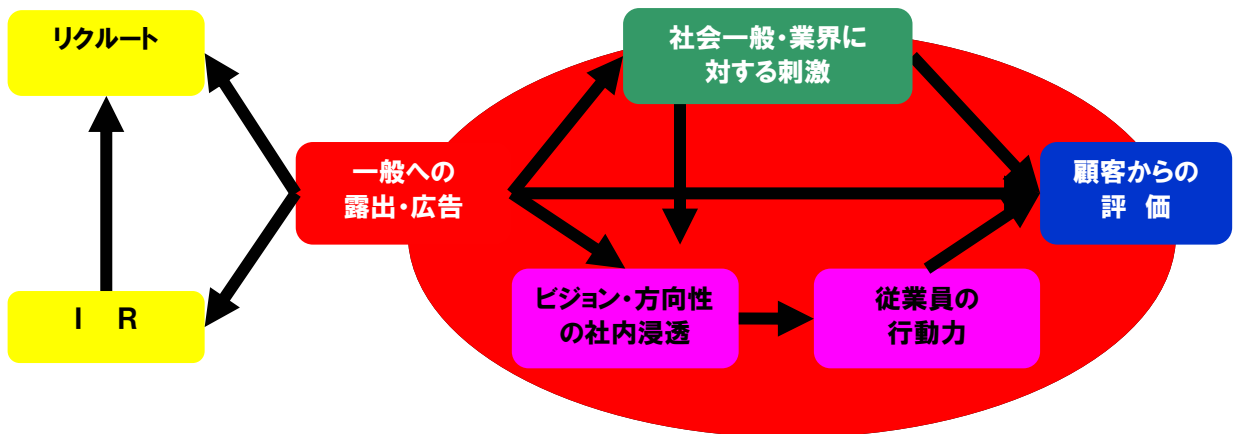 リクルート
社会一般・業界に
対する刺激
一般への
露出・広告
顧客からの
評 価
I R
ビジョン・方向性
の社内浸透
従業員の
行動力